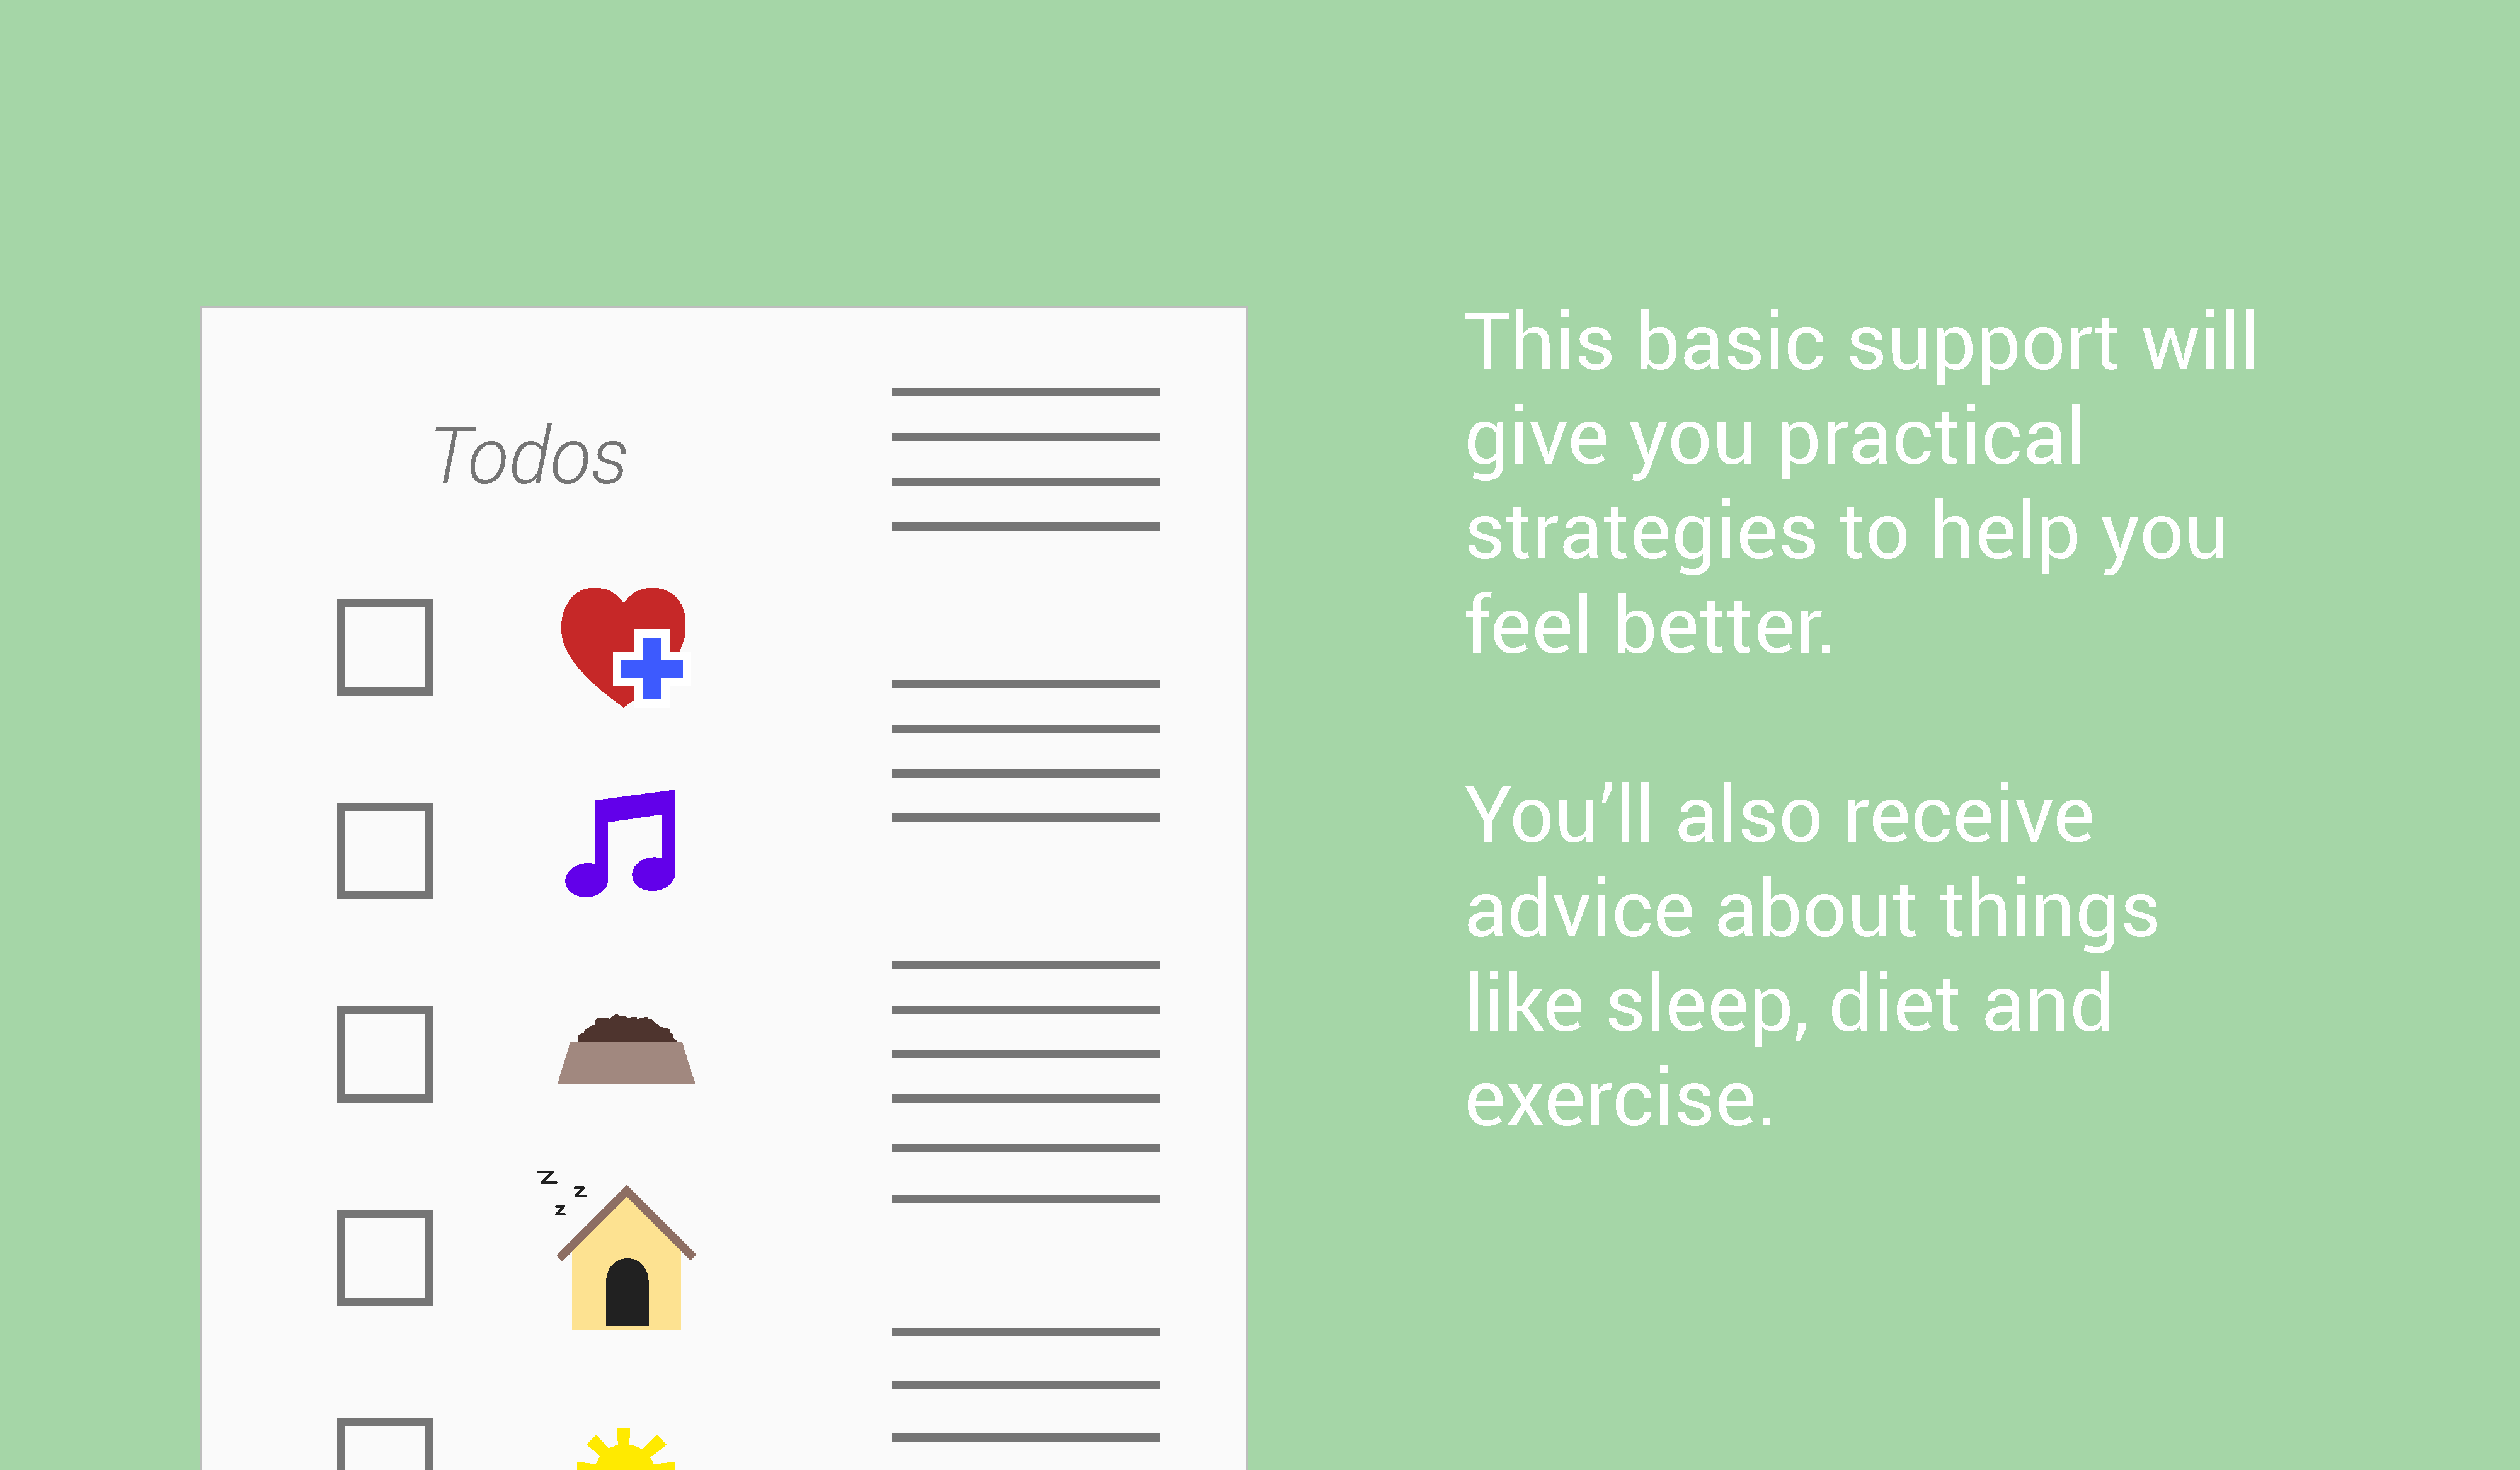 Todos
z
z
z
This basic support will
give you practical
strategies to help you
feel better.
You’ll also receive
advice about things
like sleep, diet and
exercise.